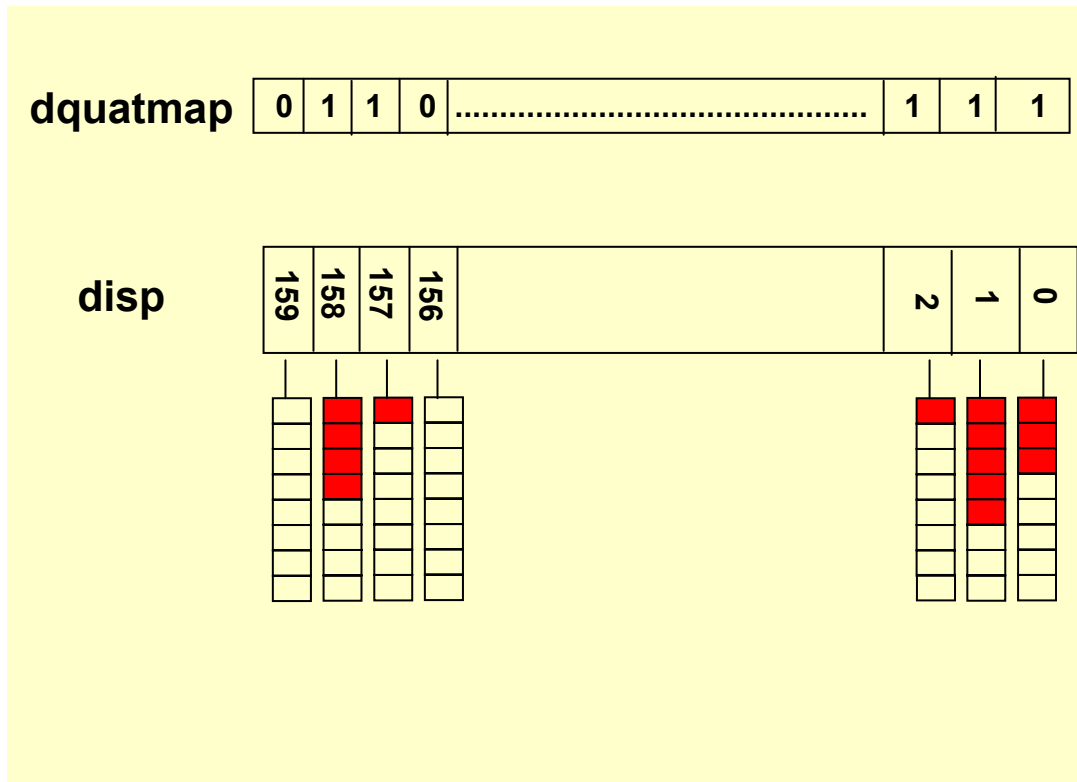 dquatmap 0 1 1 0 ............................................... 1 1 1
disp 159 158 157 156 2 1 0